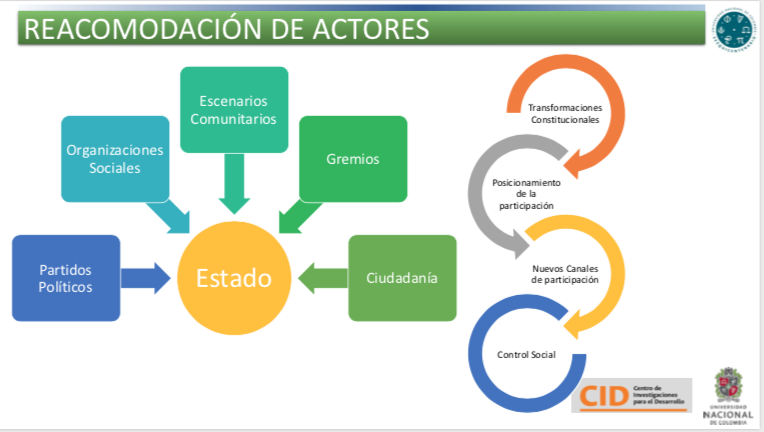 REACOMODACIÓN DE ACTORES
Escenarios
Comunitarios
Organizaciones
Sociales
Gremios
Partidos
Políticos
Estado
Ciudadanía
Transformaciones
Constitucionales
Posicionamiento
de la
participación
Nuevos Canales
de participación
Control Social
CID
Centro de
Investigaciones
para el Desarrollo
UNIVERSIDAD
NACIONAL
DE COLOMBIA